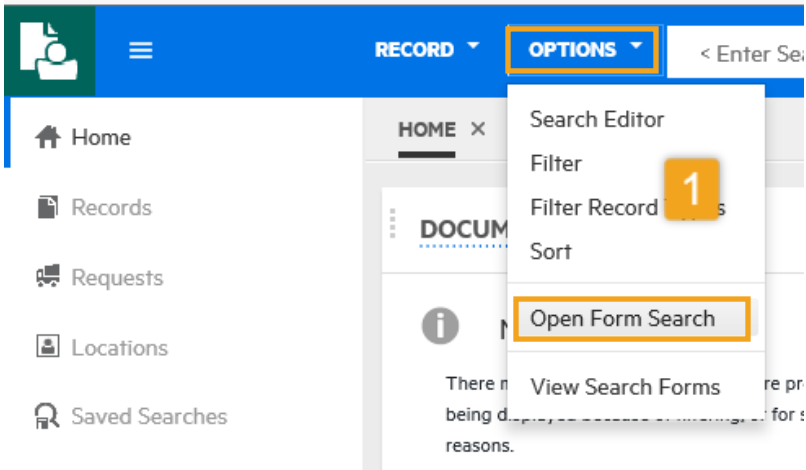 RECORD OPTIONS < Enter Sea
Home
Records
Requests
Locations
Saved Searches
HOME ×
DOCUM
Search Editor
Filter
Filter Record
1
Sort
Open Form Search
View Search Forms
There
re pr
being
for s
reasons.